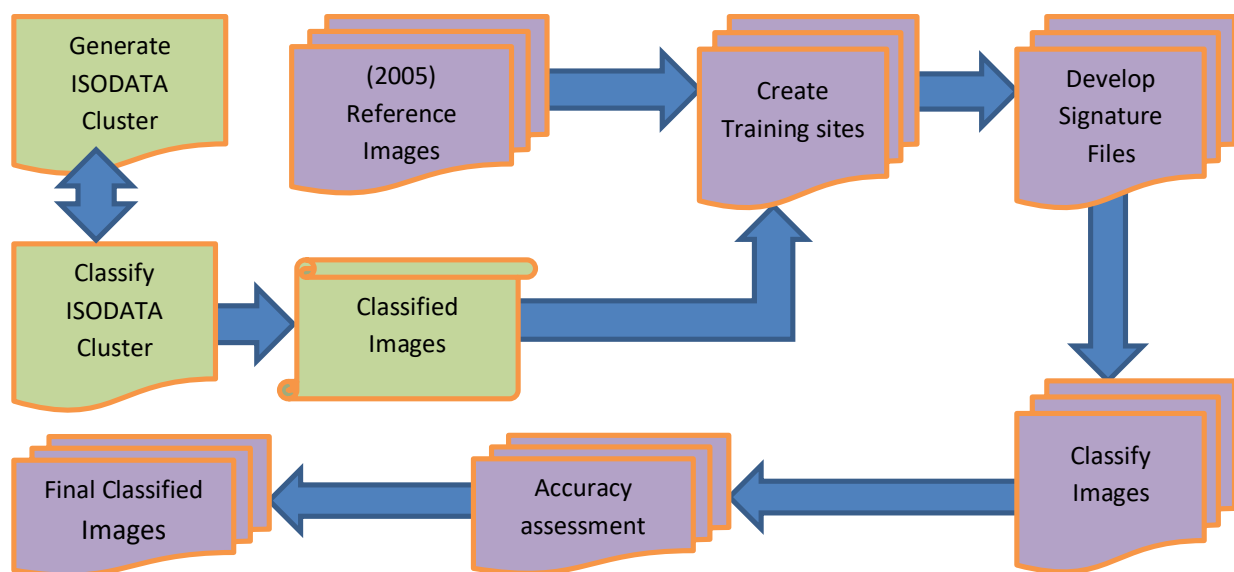 Generate
ISODATA
Cluster
(2005)
Reference
Images
Create
Training sites
Develop
Signature
Files
Classify
ISODATA
Cluster
Classified
Images
Classify
Images
Accuracy
assessment
Final Classified
Images